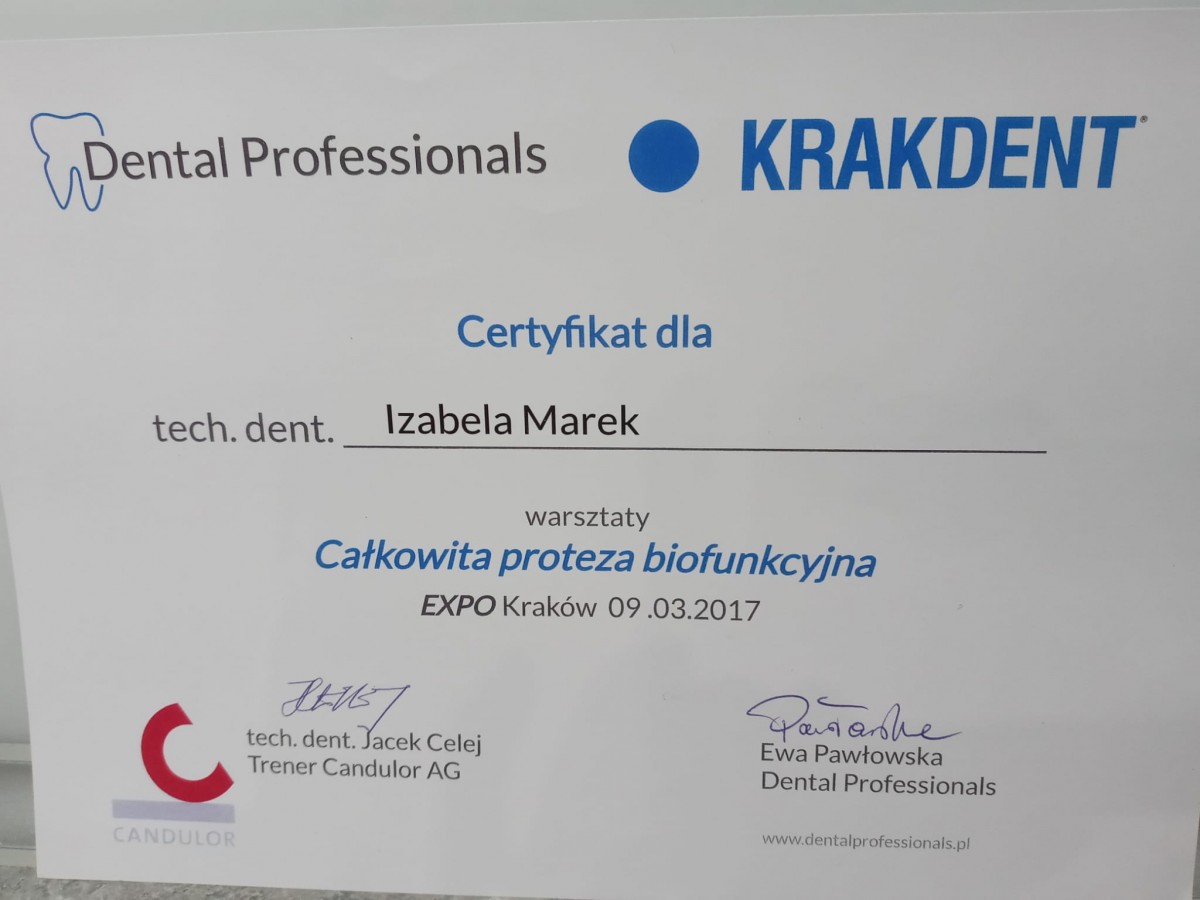 Dental Professionals
KRAKDENT®
Certyfikat dla
tech. dent. Izabela Marek
warsztaty
Całkowita proteza biofunkcyjna
EXPO Kraków 09 .03.2017
tech. dent. Jacek Celej
Trener Candulor AG
CANDULOR
Ewa Pawłowska
Dental Professionals
www.dentalprofessionals.pl